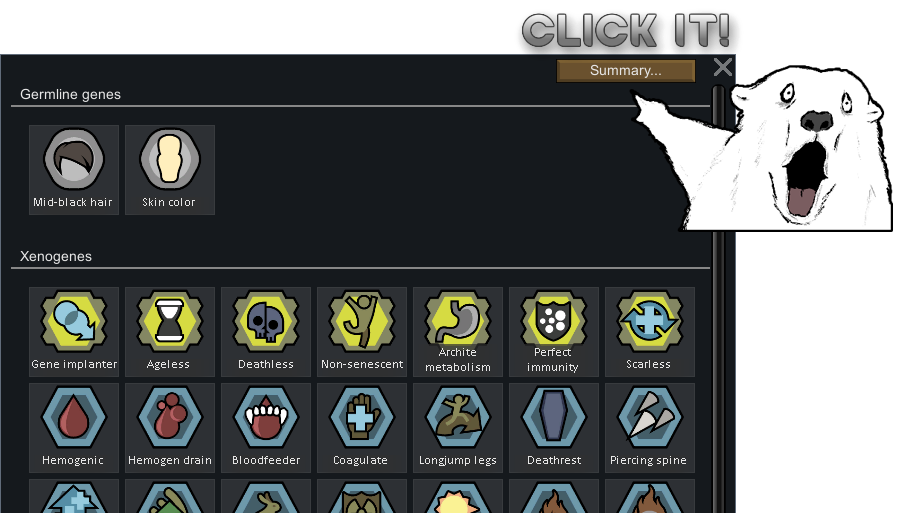 CLICK IT!
Summary...
Germline genes
Mid-black hair
Skin color
Xenogenes
Gene implanter
Ageless
Deathless
Non-senescent
Archite
metabolism
Perfect
immunity
Scarless
Hemogenic
Hemogen drain
Bloodfeeder
Coagulate
Longjump legs
Deathrest
Piercing spine